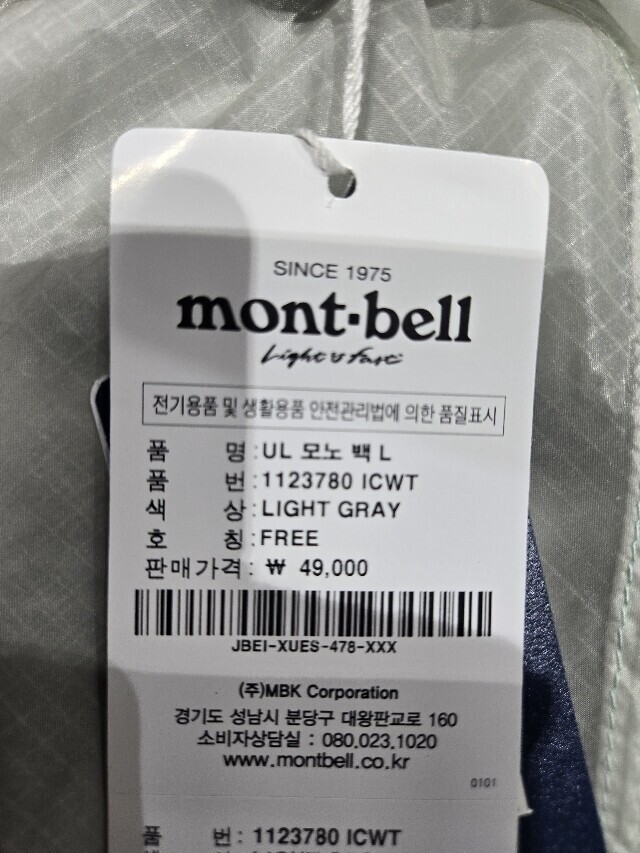 SINCE 1975
mont·bell
Light & Fast
전기용품 및 생활용품 안전관리법에 의한 품질표시
품 명 : UL 모노 백 L
품 번 : 1123780 ICWT
색 상 : LIGHT GRAY
호 칭 : FREE
판매가격 : ₩ 49,000
JBEI-XUES-478-XXX
(주)MBK Corporation
경기도 성남시 분당구 대왕판교로 160
소비자상담실 : 080.023.1020
www.montbell.co.kr
0101
품 번 : 1123780 ICWT